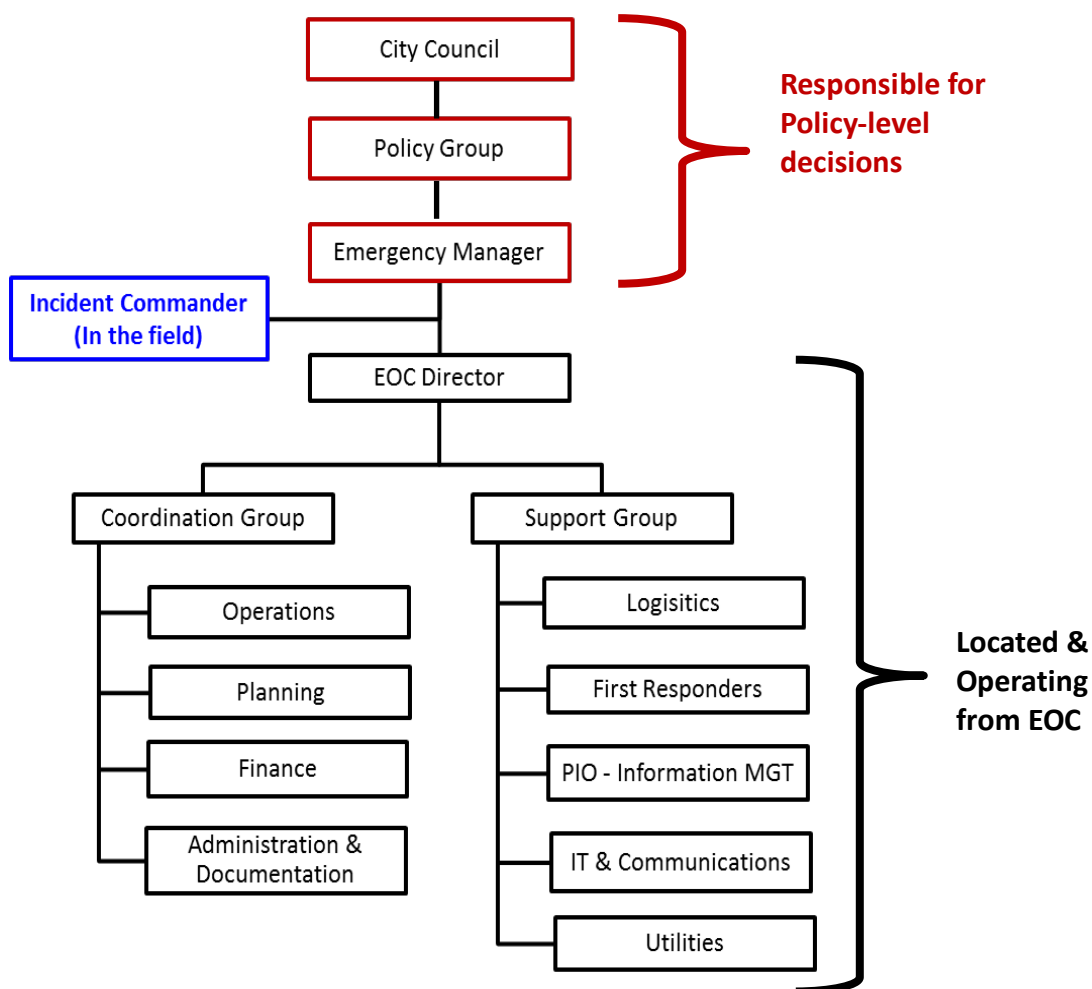 City Council
Responsible for
Policy-level
decisions
Policy Group
Emergency Manager
Incident Commander
(In the field)
EOC Director
Coordination Group
Support Group
Operations
Planning
Finance
Administration &
Documentation
Logisitics
First Responders
PIO - Information MGT
IT & Communications
Utilities
Located &
Operating
from EOC